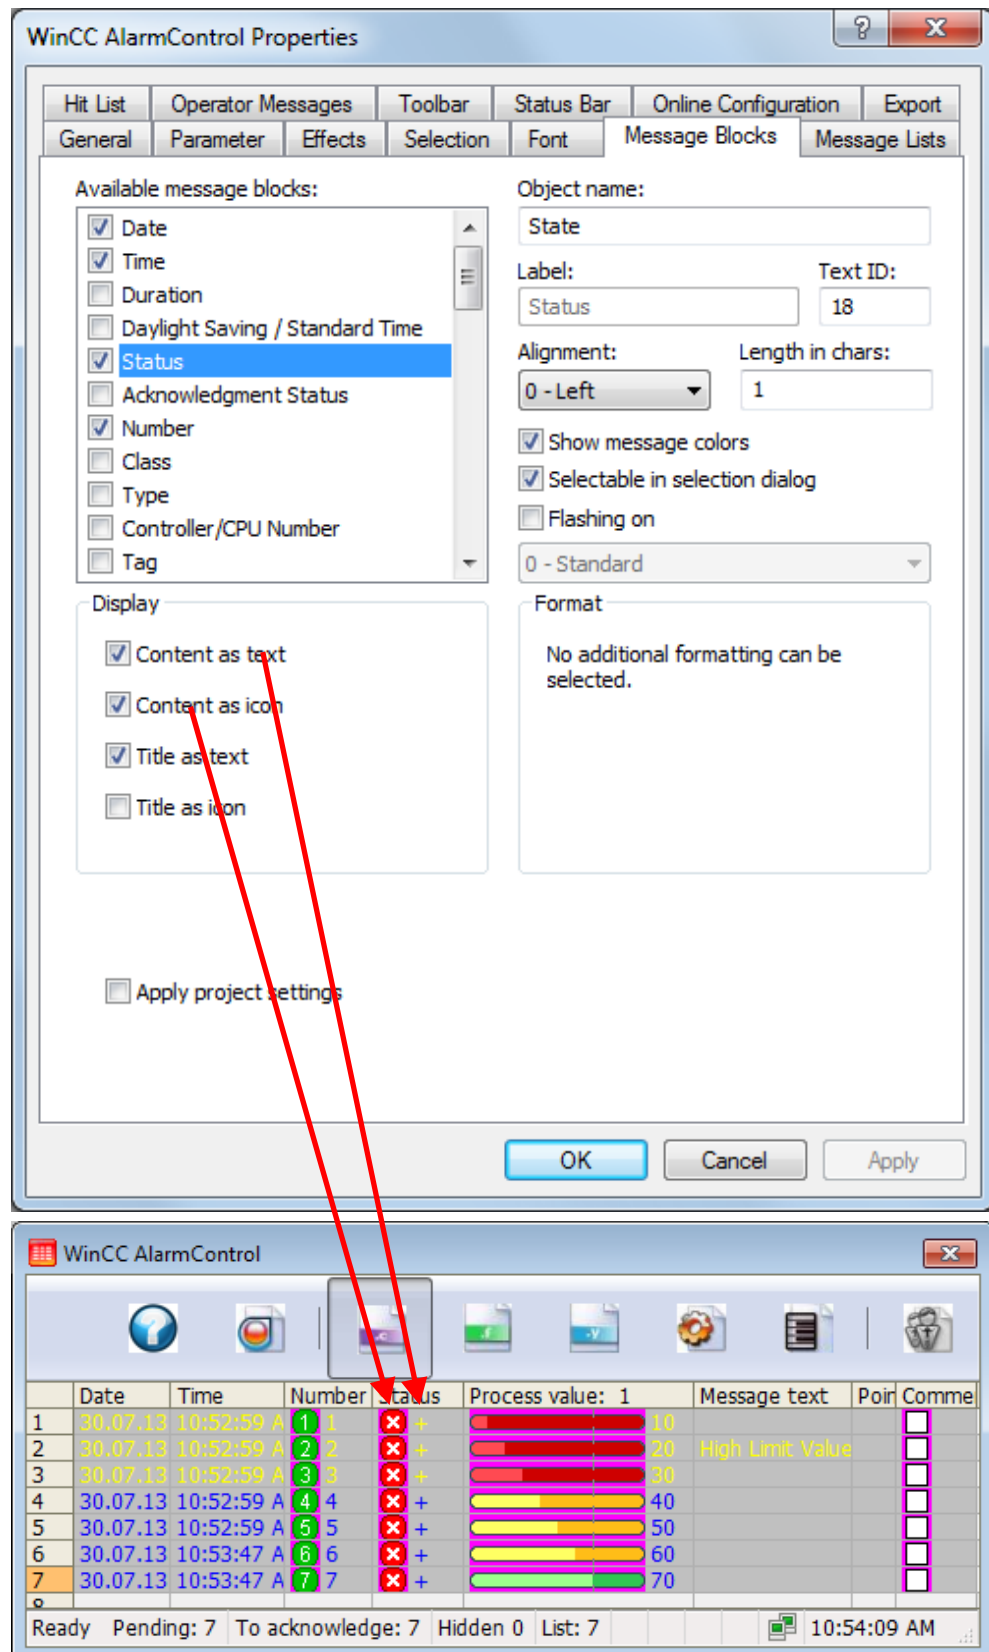 WinCC AlarmControl Properties
Hit List Operator Messages Toolbar Status Bar Online Configuration Export
General Parameter Effects Selection Font Message Blocks Message Lists
Available message blocks:
Date
Time
Duration
Daylight Saving / Standard Time
Status
Acknowledgment Status
Number
Class
Type
Controller/CPU Number
Tag
Object name:
State
Label: Text ID:
Status 18
Alignment: Length in chars:
0 - Left 1
Show message colors
Selectable in selection dialog
Flashing on
0 - Standard
Display
Content as text
Content as icon
Title as text
Title as icon
Format
No additional formatting can be
selected.
Apply project settings
OK Cancel Apply
WinCC AlarmControl
Date Time Number Status Process value: 1 Message text Poin Comme
1 30.07.13 10:52:59 A 1 1 + 10
2 30.07.13 10:52:59 A 2 2 + 20 High Limit Value
3 30.07.13 10:52:59 A 3 3 + 30
4 30.07.13 10:52:59 A 4 4 + 40
5 30.07.13 10:52:59 A 5 5 + 50
6 30.07.13 10:53:47 A 6 6 + 60
7 30.07.13 10:53:47 A 7 7 + 70
Ready Pending: 7 To acknowledge: 7 Hidden 0 List: 7 10:54:09 AM